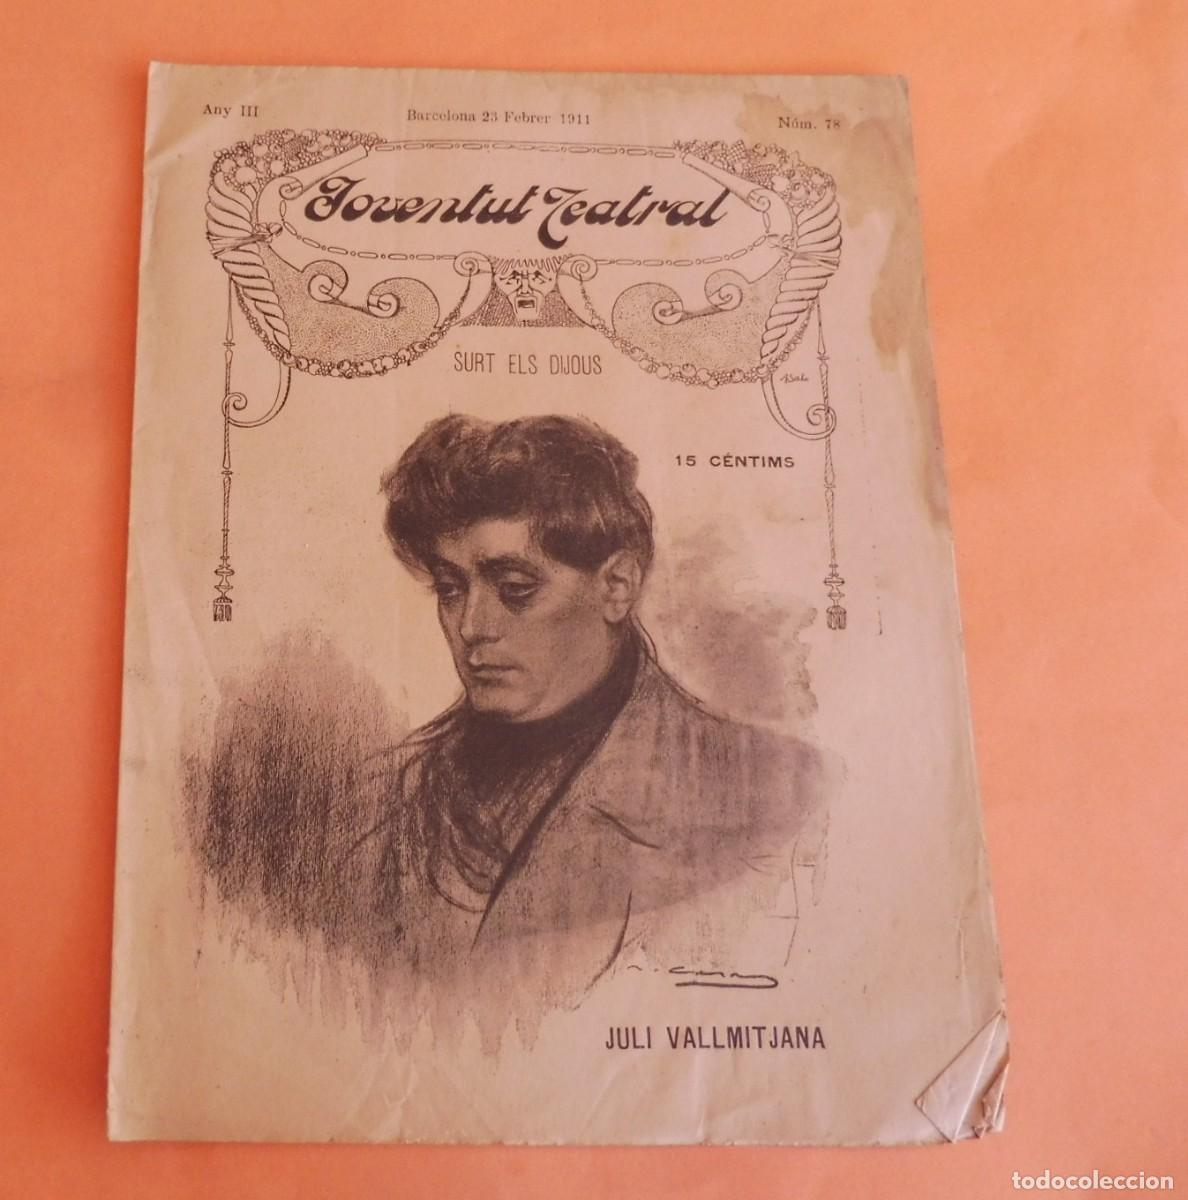 Any III
Barcelona 23 Febrer 1911
Núm. 78
Joventut Teatral
SURT ELS DIJOUS
15 CÉNTIMS
JULI VALLMITJANA
todocoleccion